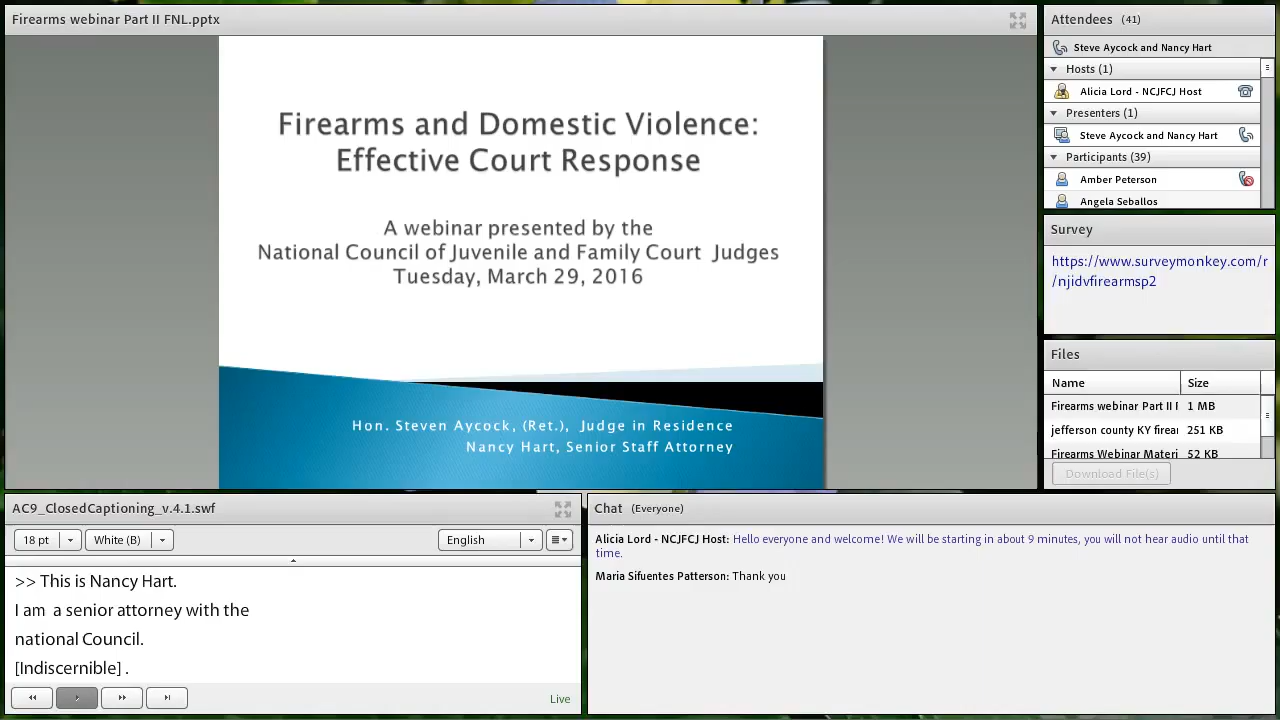 Firearms webinar Part II FNL.pptx
Firearms and Domestic Violence:
Effective Court Response
A webinar presented by the
National Council of Juvenile and Family Court  Judges
Tuesday, March 29, 2016
Hon. Steven Aycock, (Ret.),  Judge in Residence
Nancy Hart, Senior Staff Attorney
Attendees (41)
Steve Aycock and Nancy Hart
Hosts (1)
Alicia Lord - NCJFCJ Host
Presenters (1)
Steve Aycock and Nancy Hart
Participants (39)
Amber Peterson
Angela Seballos
Survey
https://www.surveymonkey.com/r
/njidvfirearmsp2
Files
Name Size
Firearms webinar Part II 1 MB
jefferson county KY firear 251 KB
Firearms Webinar Materi 52 KB
Download File(s)
AC9_ClosedCaptioning_v.4.1.swf
18 pt White (B) English
>> This is Nancy Hart.
I am  a senior attorney with the
national Council.
[Indiscernible] .
Live
Chat (Everyone)
Alicia Lord - NCJFCJ Host: Hello everyone and welcome! We will be starting in about 9 minutes, you will not hear audio until that
time.
Maria Sifuentes Patterson: Thank you